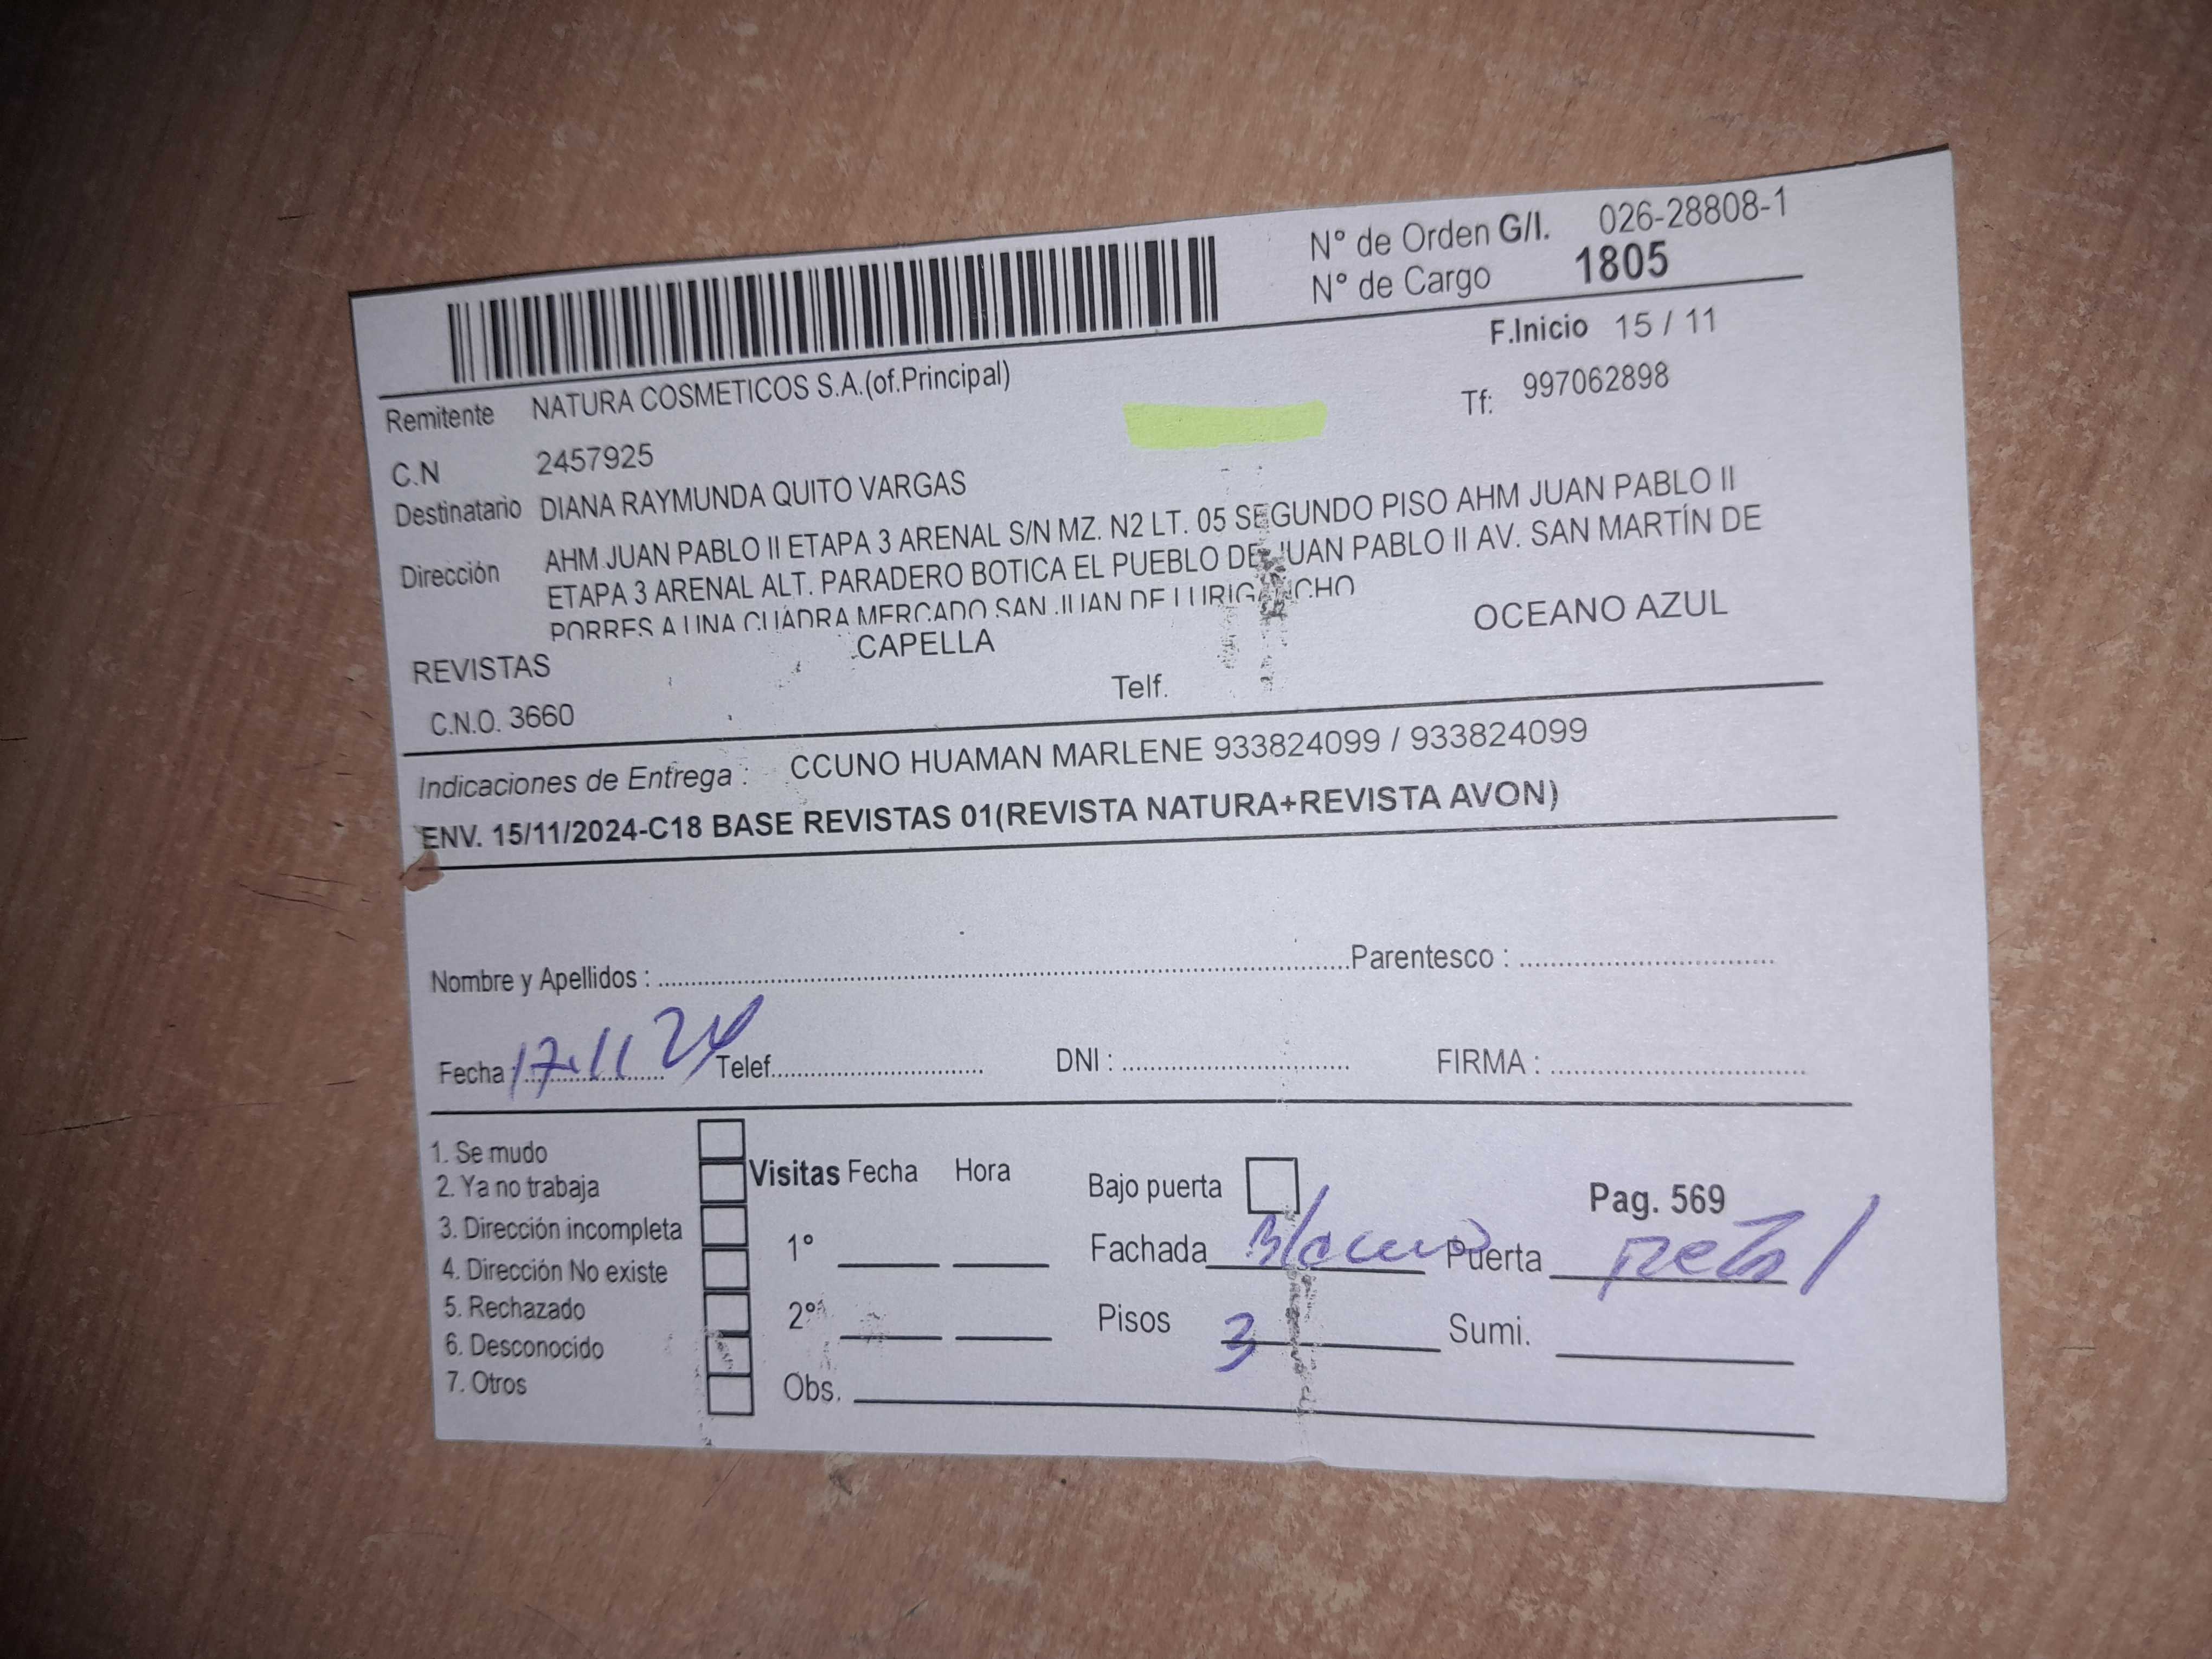 N° de Orden G/I. 026-28808-1
N° de Cargo 1805
F.Inicio 15 / 11
Remitente NATURA COSMETICOS S.A.(of.Principal)
Tf: 997062898
C.N 2457925
Destinatario DIANA RAYMUNDA QUITO VARGAS
Dirección AHM JUAN PABLO II ETAPA 3 ARENAL S/N MZ. N2 LT. 05 SEGUNDO PISO AHM JUAN PABLO II
ETAPA 3 ARENAL ALT. PARADERO BOTICA EL PUEBLO DE JUAN PABLO II AV. SAN MARTÍN DE
PORRES A UNA CUADRA MERCADO SAN JUAN DE LURIGANCHO
REVISTAS CAPELLA OCEANO AZUL
C.N.O. 3660 Telf.
Indicaciones de Entrega : CCUNO HUAMAN MARLENE 933824099 / 933824099
ENV. 15/11/2024-C18 BASE REVISTAS 01(REVISTA NATURA+REVISTA AVON)
Nombre y Apellidos : Parentesco :
Fecha : 17.11 24 Telef. DNI : FIRMA :
1. Se mudo
2. Ya no trabaja
3. Dirección incompleta
4. Dirección No existe
5. Rechazado
6. Desconocido
7. Otros
Visitas Fecha Hora
1°
2°
Obs.
Bajo puerta Pag. 569
Fachada Blanco Puerta metal
Pisos 3 Sumi.